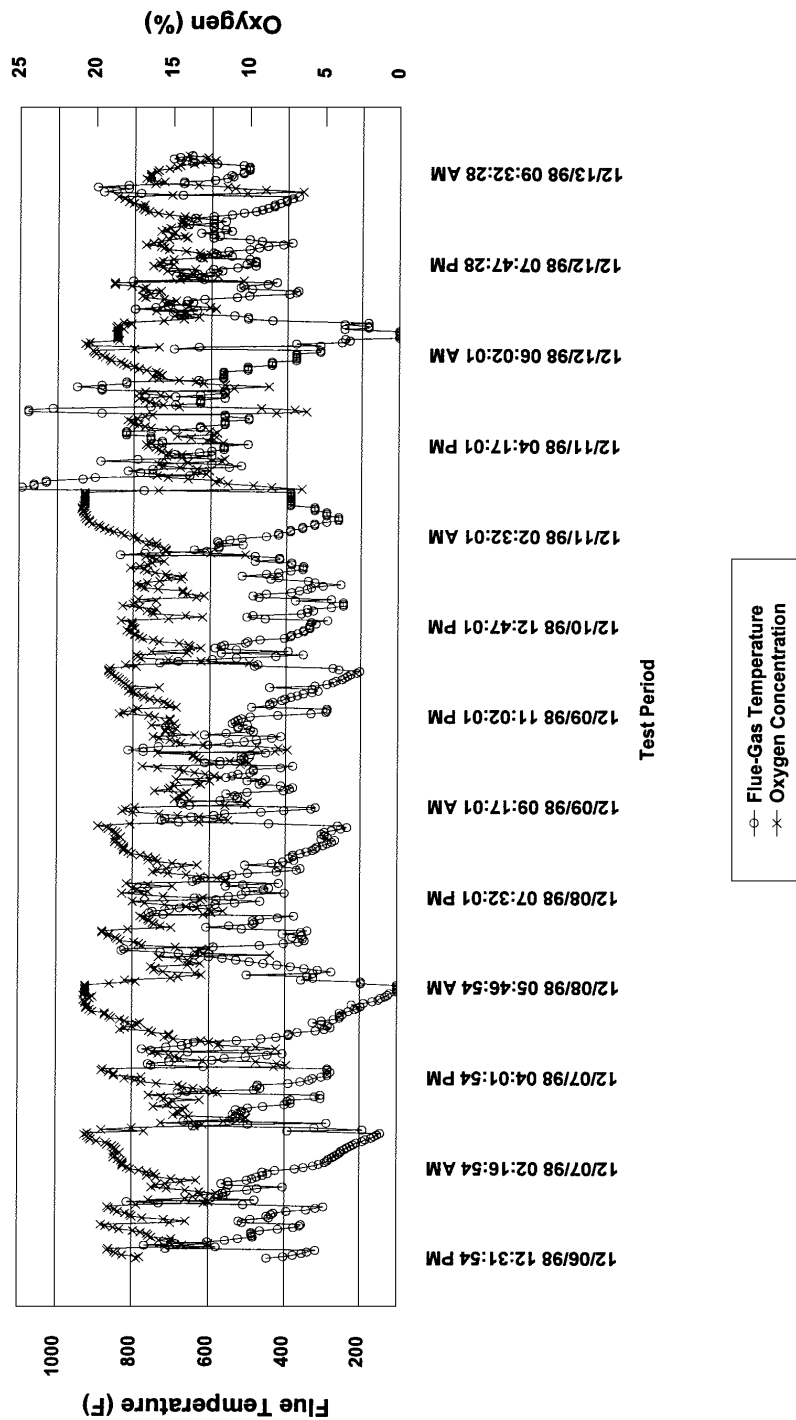 Flue Temperature (F)
1000
800
600
400
200
Oxygen (%)
25
20
15
10
5
0
12/06/98 12:31:54 PM
12/07/98 02:16:54 AM
12/07/98 04:01:54 PM
12/08/98 05:46:54 AM
12/08/98 07:32:01 PM
12/09/98 09:17:01 AM
12/09/98 11:02:01 PM
12/10/98 12:47:01 PM
12/11/98 02:32:01 AM
12/11/98 04:17:01 PM
12/12/98 06:02:01 AM
12/12/98 07:47:28 PM
12/13/98 09:32:28 AM
Test Period
Flue-Gas Temperature
Oxygen Concentration